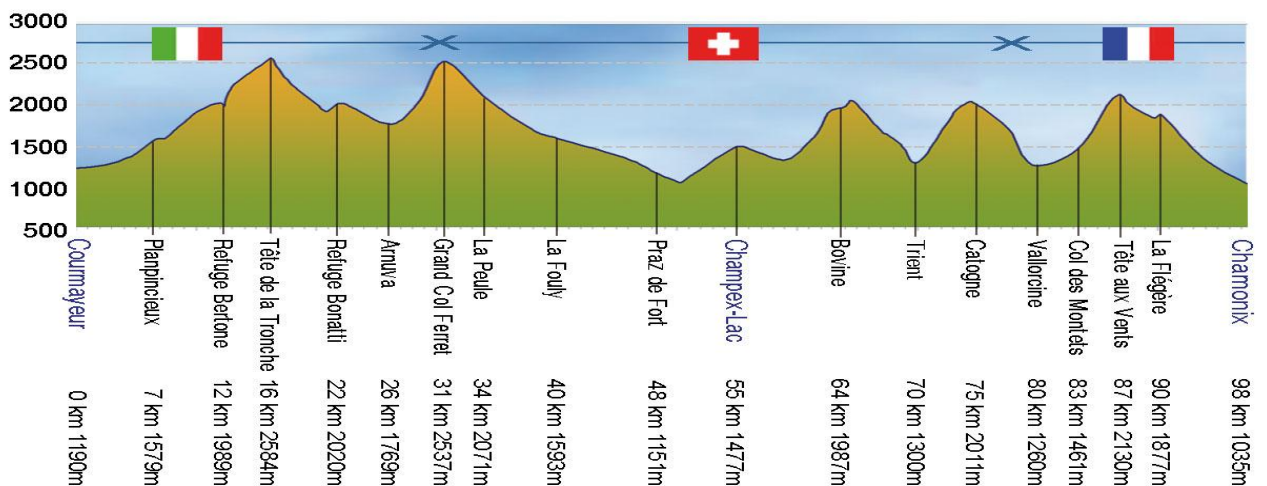 3000
2500
2000
1500
1000
500
Courmayeur 0 km 1190m
Planpincieux 7 km 1579m
Refuge Bertone 12 km 1989m
Tête de la Tronche 16 km 2584m
Refuge Bonatti 22 km 2020m
Arnuva 26 km 1769m
Grand Col Ferret 31 km 2537m
La Peule 34 km 2071m
La Fouly 40 km 1593m
Praz de Fort 48 km 1151m
Champex-Lac 55 km 1477m
Bovine 64 km 1987m
Trient 70 km 1300m
Catogne 75 km 2011m
Vallorcine 80 km 1260m
Col des Montets 83 km 1461m
Tête aux Vents 87 km 2130m
La Flégère 90 km 1877m
Chamonix 98 km 1035m